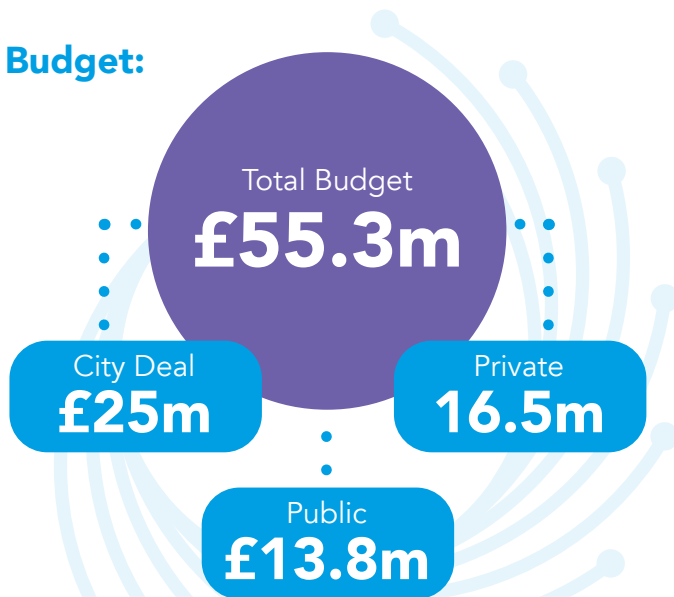 Budget:
Total Budget
£55.3m
City Deal
£25m
Private
16.5m
Public
£13.8m